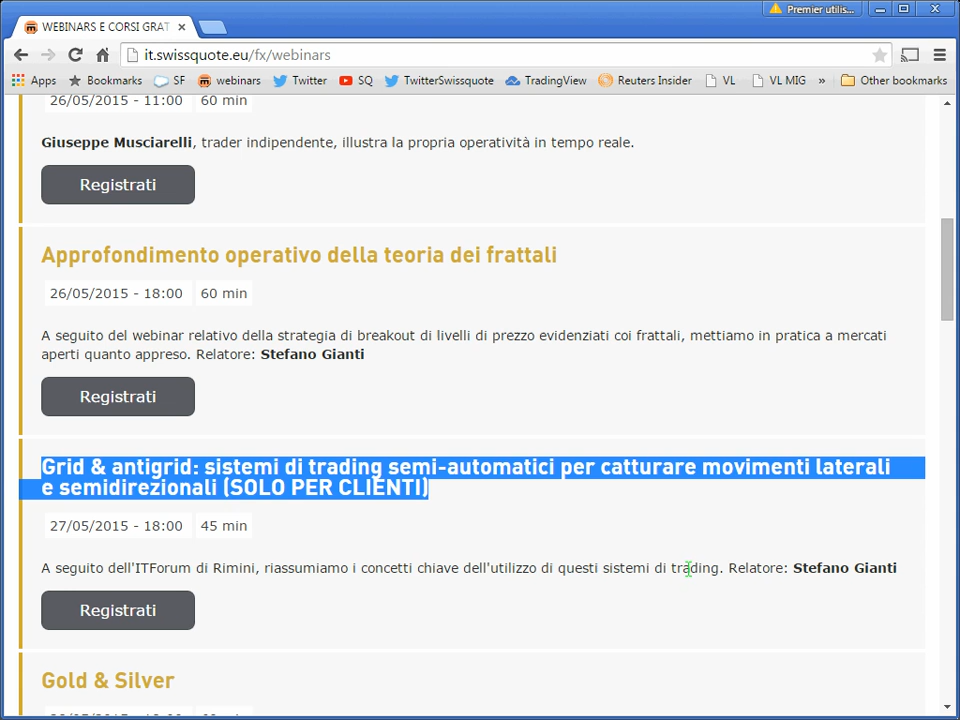 Premier utilis...
WEBINARS E CORSI GRAT
it.swissquote.eu/fx/webinars
Apps Bookmarks SF webinars Twitter SQ TwitterSwissquote TradingView Reuters Insider VL VL MIG » Other bookmarks
26/05/2015 - 11:00 60 min
Giuseppe Musciarelli, trader indipendente, illustra la propria operatività in tempo reale.
Registrati
Approfondimento operativo della teoria dei frattali
26/05/2015 - 18:00 60 min
A seguito del webinar relativo della strategia di breakout di livelli di prezzo evidenziati coi frattali, mettiamo in pratica a mercati
aperti quanto appreso. Relatore: Stefano Gianti
Registrati
Grid & antigrid: sistemi di trading semi-automatici per catturare movimenti laterali
e semidirezionali (SOLO PER CLIENTI)
27/05/2015 - 18:00 45 min
A seguito dell'ITForum di Rimini, riassumiamo i concetti chiave dell'utilizzo di questi sistemi di trading. Relatore: Stefano Gianti
Registrati
Gold & Silver